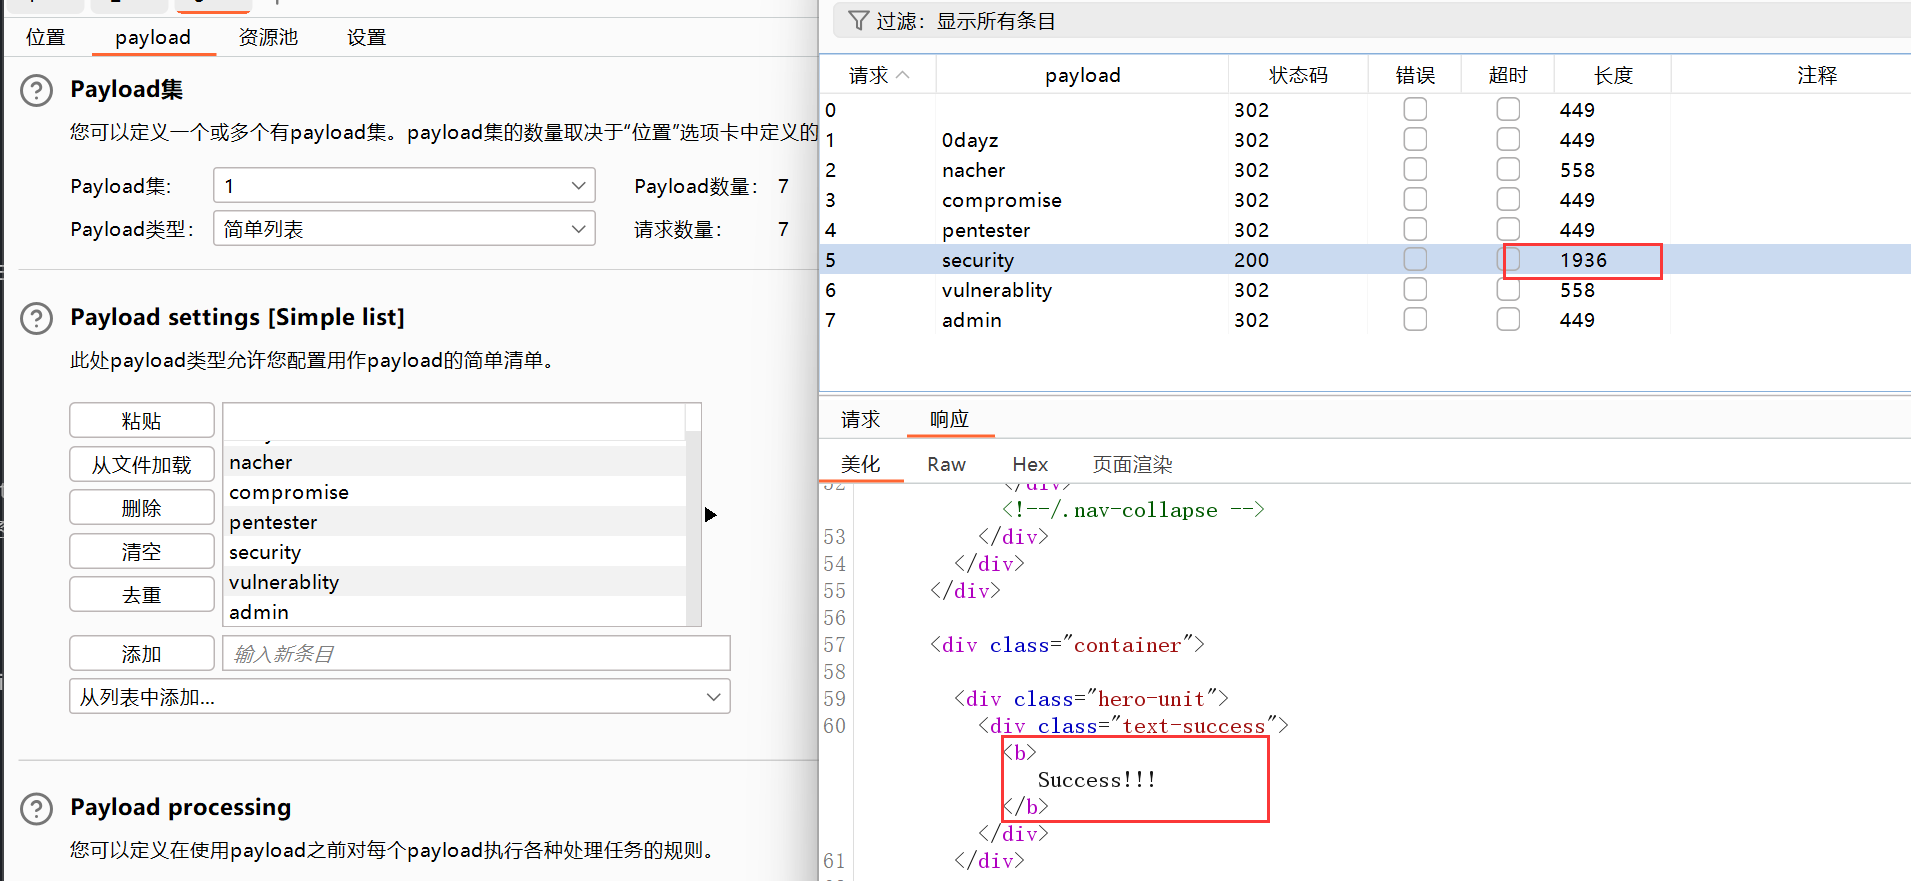 位置 payload 资源池 设置
Payload集
您可以定义一个或多个有payload集。payload集的数量取决于“位置”选项卡中定义的
Payload集: 1 Payload数量: 7
Payload类型: 简单列表 请求数量: 7
Payload settings [Simple list]
此处payload类型允许您配置用作payload的简单清单。
粘贴
从文件加载
删除
清空
去重
nacher
compromise
pentester
security
vulnerablity
admin
添加 输入新条目
从列表中添加...
Payload processing
您可以定义在使用payload之前对每个payload执行各种处理任务的规则。
过滤: 显示所有条目
请求 payload 状态码 错误 超时 长度 注释
0 302 449
1 0dayz 302 449
2 nacher 302 558
3 compromise 302 449
4 pentester 302 449
5 security 200 1936
6 vulnerablity 302 558
7 admin 302 449
请求 响应
美化 Raw Hex 页面渲染
52 </div>
<!--/.nav-collapse -->
53 </div>
54 </div>
55 </div>
56
57 <div class="container">
58
59 <div class="hero-unit">
60 <div class="text-success">
<b>
Success!!!
</b>
</div>
61 </div>